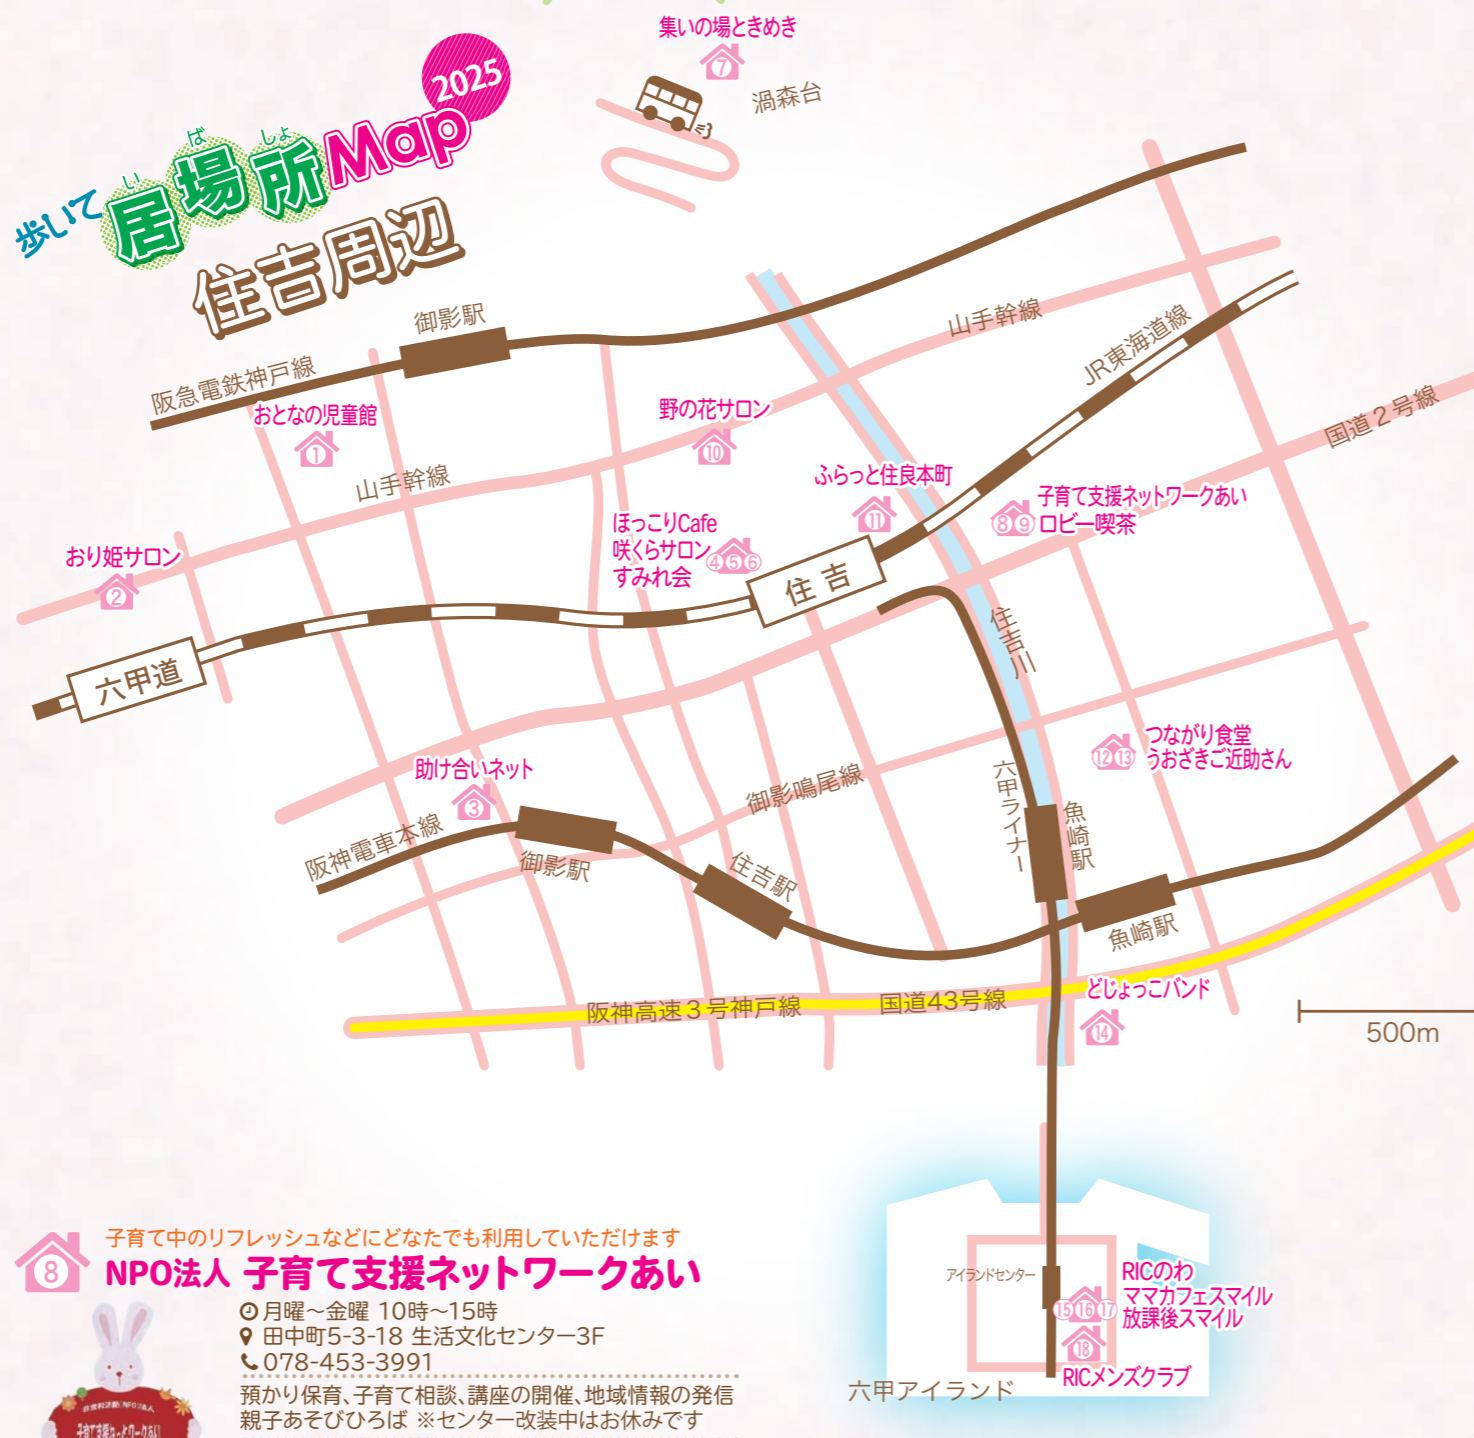 歩いて居場所Map 2025
い ば しょ
住吉周辺
集いの場ときめき
⑦
渦森台
御影駅
阪急電鉄神戸線
おとなの児童館
①
山手幹線
野の花サロン
⑩
山手幹線
JR東海道線
国道2号線
ふらっと住良本町
⑪
子育て支援ネットワークあい
ロビー喫茶
⑧⑨
ほっこりCafe
咲くらサロン
すみれ会
④⑤⑥
おり姫サロン
②
住吉
六甲道
住吉川
つながり食堂
うおざきご近助さん
⑫⑬
助け合いネット
③
御影鳴尾線
六甲ライナー
魚崎駅
阪神電車本線
御影駅
住吉駅
魚崎駅
阪神高速3号神戸線
国道43号線
どじょっこバンド
⑭
500m
アイランドセンター
RICのわ
ママカフェスマイル
放課後スマイル
⑮⑯⑰
⑱
RICメンズクラブ
六甲アイランド
⑧
子育て中のリフレッシュなどにどなたでも利用していただけます
NPO法人 子育て支援ネットワークあい
月曜～金曜 10時～15時
田中町5-3-18 生活文化センター3F
078-453-3991
預かり保育、子育て相談、講座の開催、地域情報の発信
親子あそびひろば ※センター改装中はお休みです